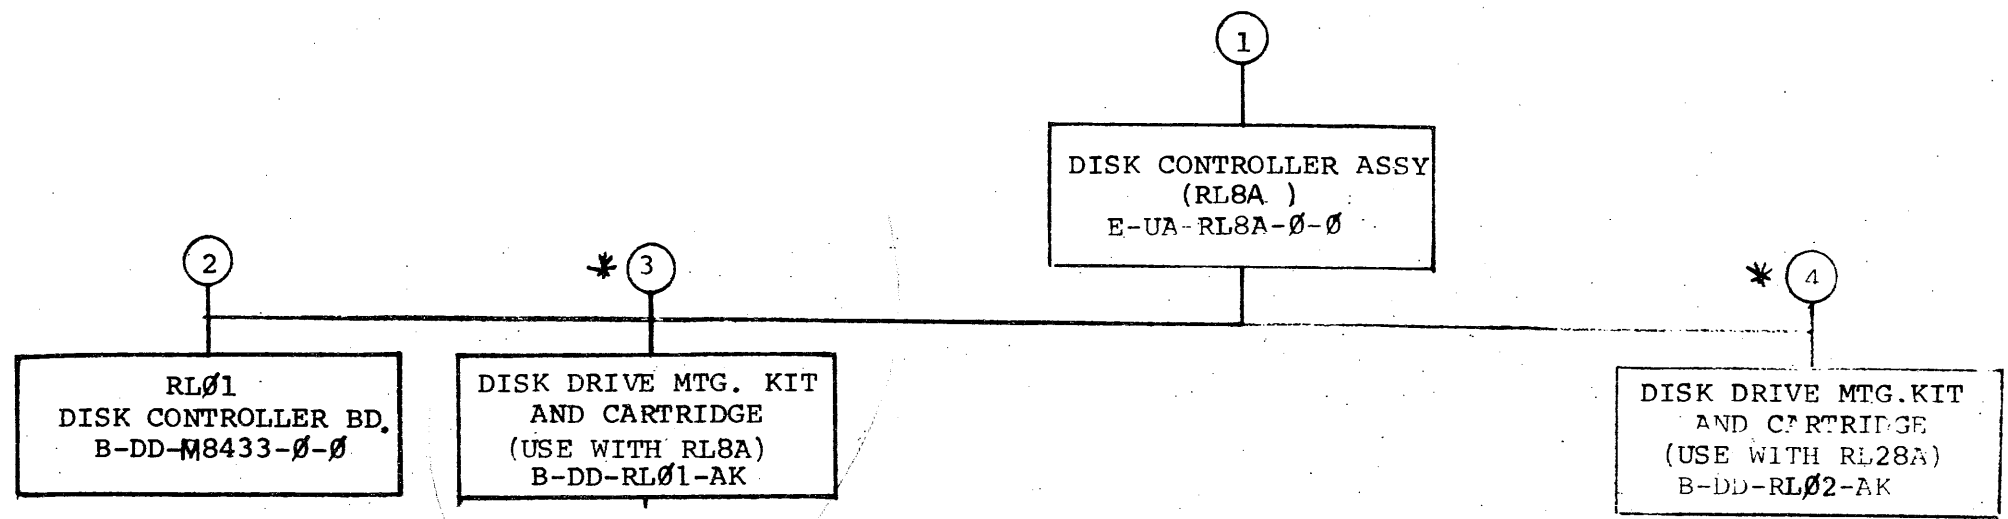 1
DISK CONTROLLER ASSY
(RL8A )
E-UA-RL8A-Ø-Ø
2
* 3
* 4
RLØ1
DISK CONTROLLER BD.
B-DD-M8433-Ø-Ø
DISK DRIVE MTG. KIT
AND CARTRIDGE
(USE WITH RL8A)
B-DD-RLØ1-AK
DISK DRIVE MTG.KIT
AND CARTRIDGE
(USE WITH RL28A)
B-DD-RLØ2-AK